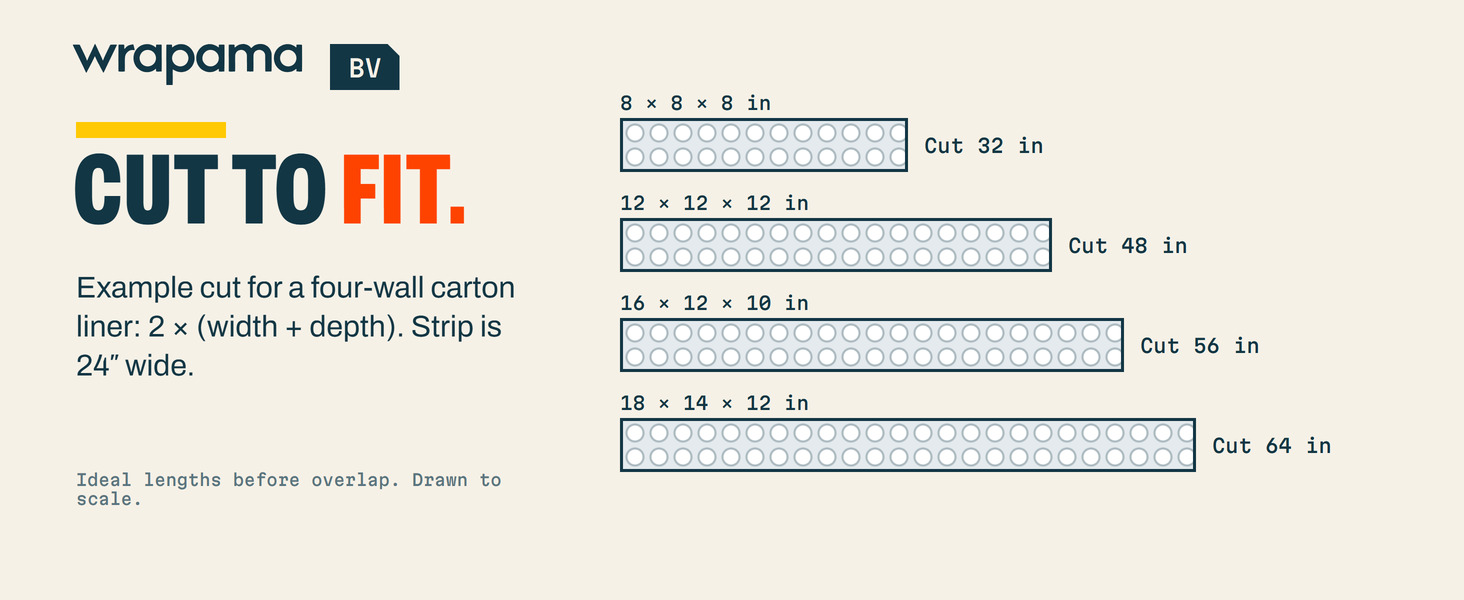 wrapama
BV
CUT TO FIT.
Example cut for a four-wall carton
liner: 2 × (width + depth). Strip is
24″ wide.
Ideal lengths before overlap. Drawn to
scale.
8 × 8 × 8 in
Cut 32 in
12 × 12 × 12 in
Cut 48 in
16 × 12 × 10 in
Cut 56 in
18 × 14 × 12 in
Cut 64 in